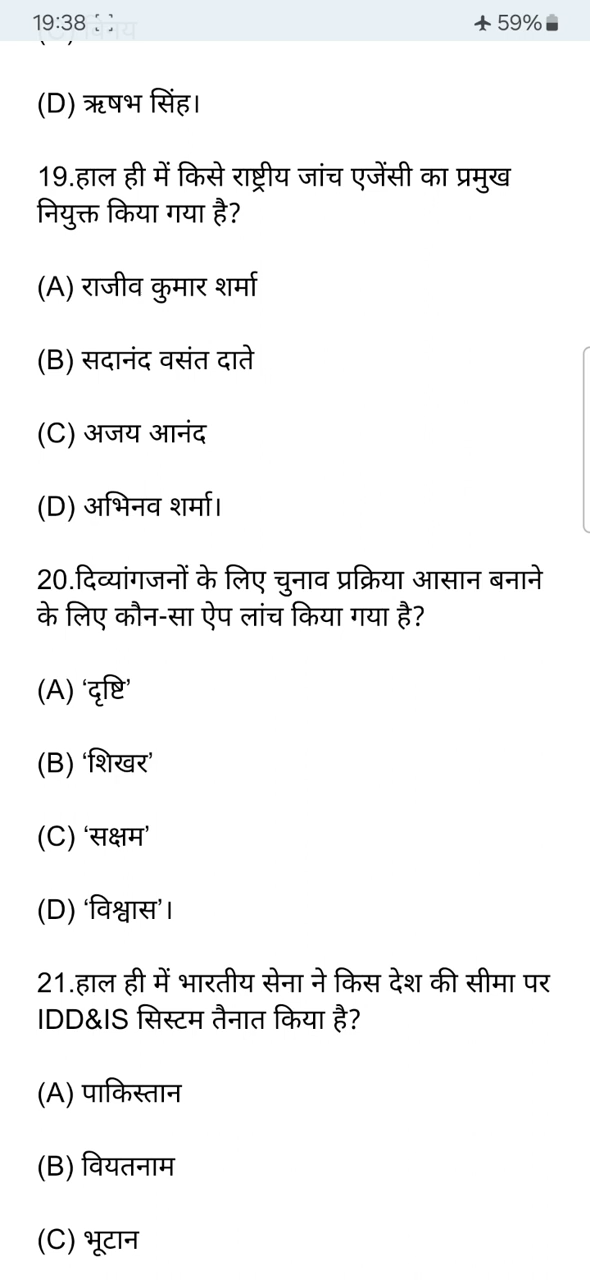 19:38
59%
(D) ऋषभ सिंह।
19.हाल ही में किसे राष्ट्रीय जांच एजेंसी का प्रमुख
नियुक्त किया गया है?
(A) राजीव कुमार शर्मा
(B) सदानंद वसंत दाते
(C) अजय आनंद
(D) अभिनव शर्मा।
20.दिव्यांगजनों के लिए चुनाव प्रक्रिया आसान बनाने
के लिए कौन-सा ऐप लांच किया गया है?
(A) ‘दृष्टि’
(B) ‘शिखर’
(C) ‘सक्षम’
(D) ‘विश्वास’।
21.हाल ही में भारतीय सेना ने किस देश की सीमा पर
IDD&IS सिस्टम तैनात किया है?
(A) पाकिस्तान
(B) वियतनाम
(C) भूटान